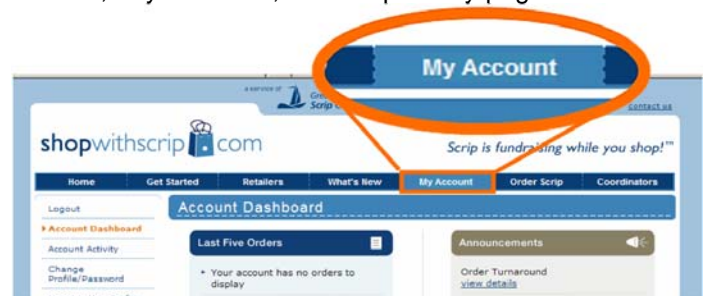 My Account
a service of
Scrip
contact us
shopwithscrip com
Scrip is fundraising while you shop!™
Home Get Started Retailers What's New My Account Order Scrip Coordinators
Logout
Account Dashboard
Account Dashboard
Account Activity
Change
Profile/Password
Last Five Orders
Your account has no orders to
display
Announcements
Order Turnaround
view details